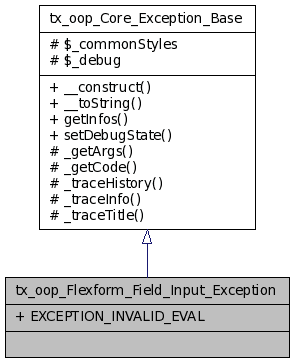 tx_oop_Core_Exception_Base
# $_commonStyles
# $_debug
+ __construct()
+ __toString()
+ getInfos()
+ setDebugState()
# _getArgs()
# _getCode()
# _traceHistory()
# _traceInfo()
# _traceTitle()
tx_oop_Flexform_Field_Input_Exception
+ EXCEPTION_INVALID_EVAL